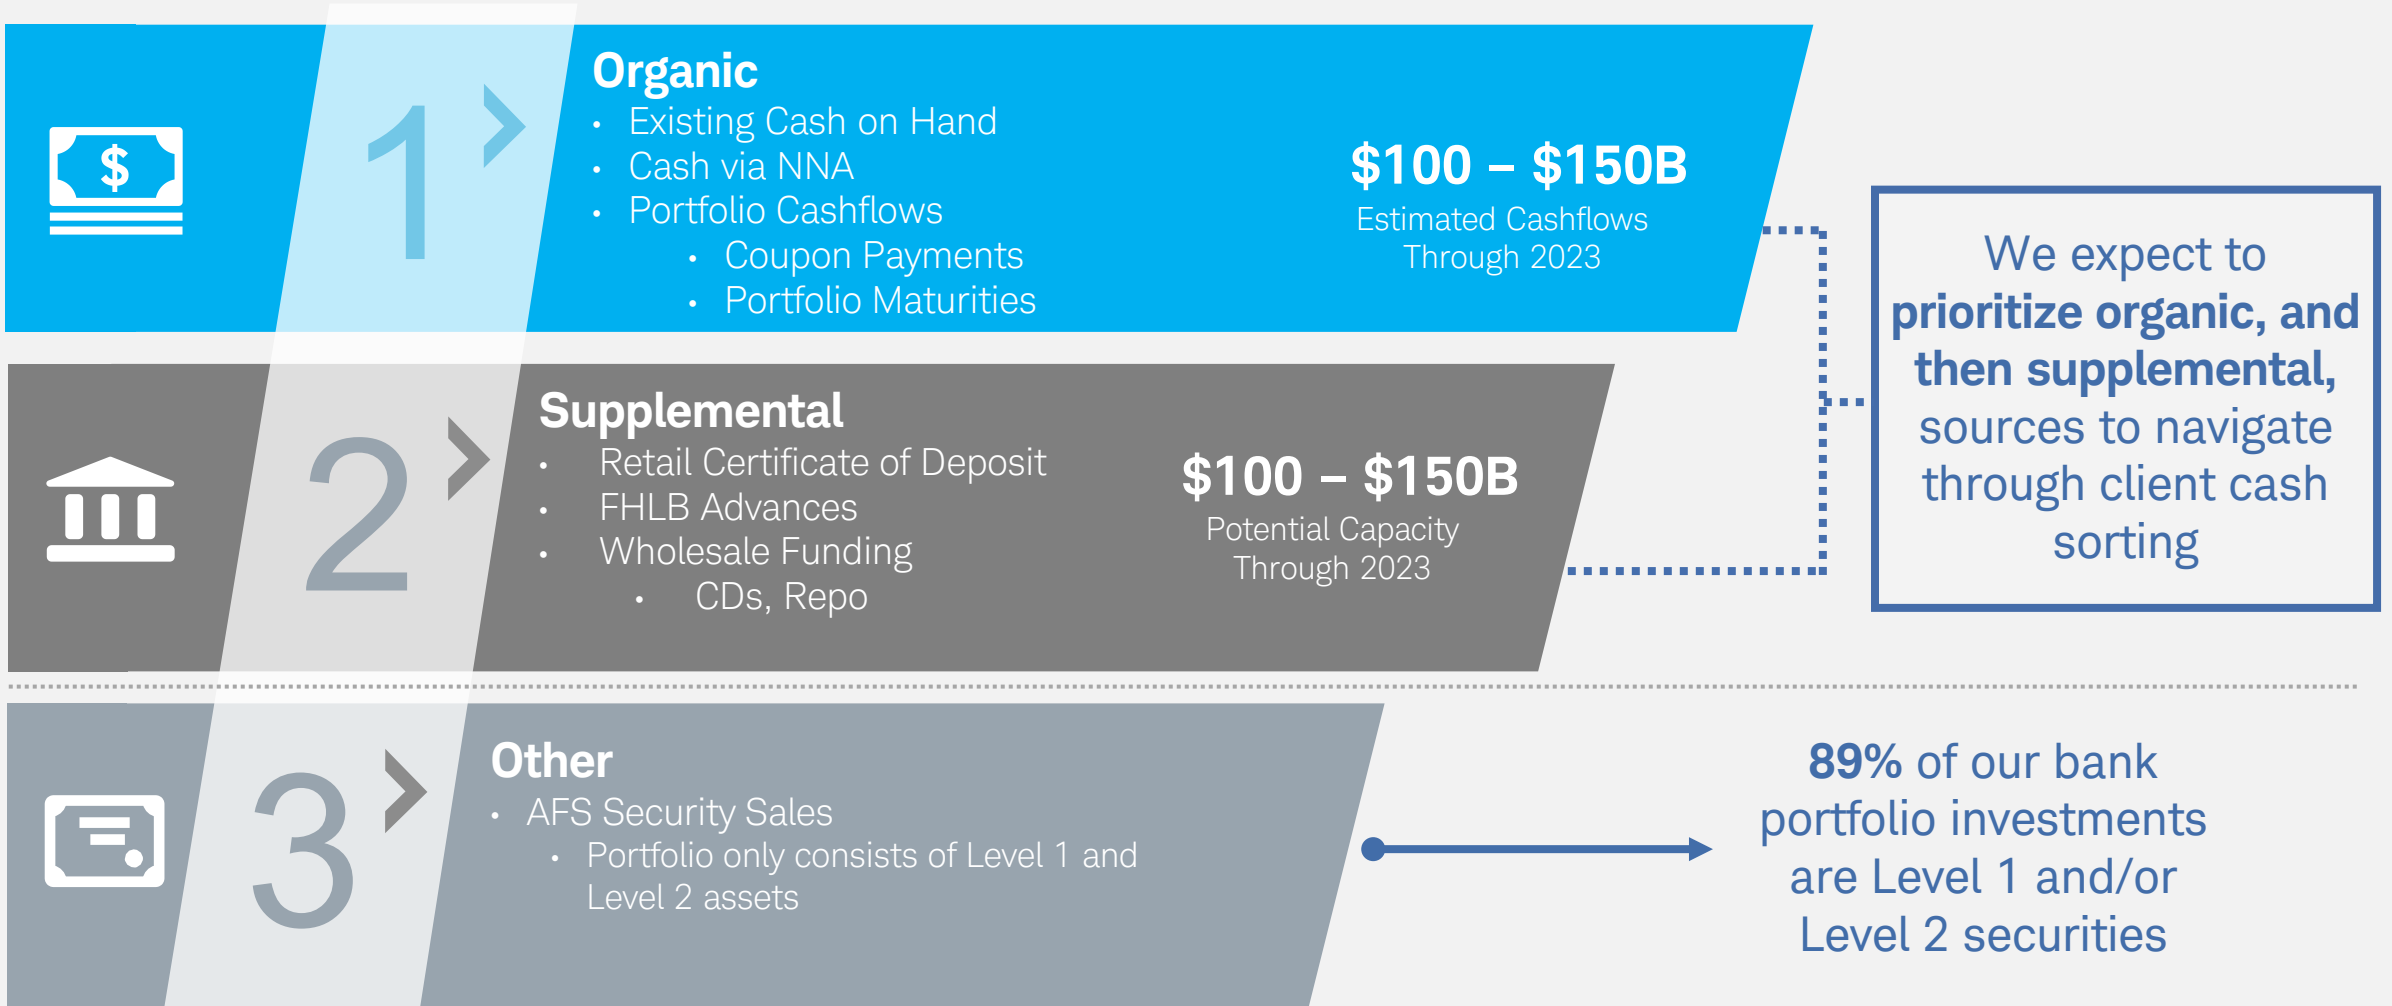 1
Organic
• Existing Cash on Hand
• Cash via NNA
• Portfolio Cashflows
• Coupon Payments
• Portfolio Maturities
$100 – $150B
Estimated Cashflows
Through 2023
2
Supplemental
• Retail Certificate of Deposit
• FHLB Advances
• Wholesale Funding
• CDs, Repo
$100 – $150B
Potential Capacity
Through 2023
We expect to
prioritize organic, and
then supplemental,
sources to navigate
through client cash
sorting
3
Other
• AFS Security Sales
• Portfolio only consists of Level 1 and
Level 2 assets
89% of our bank
portfolio investments
are Level 1 and/or
Level 2 securities